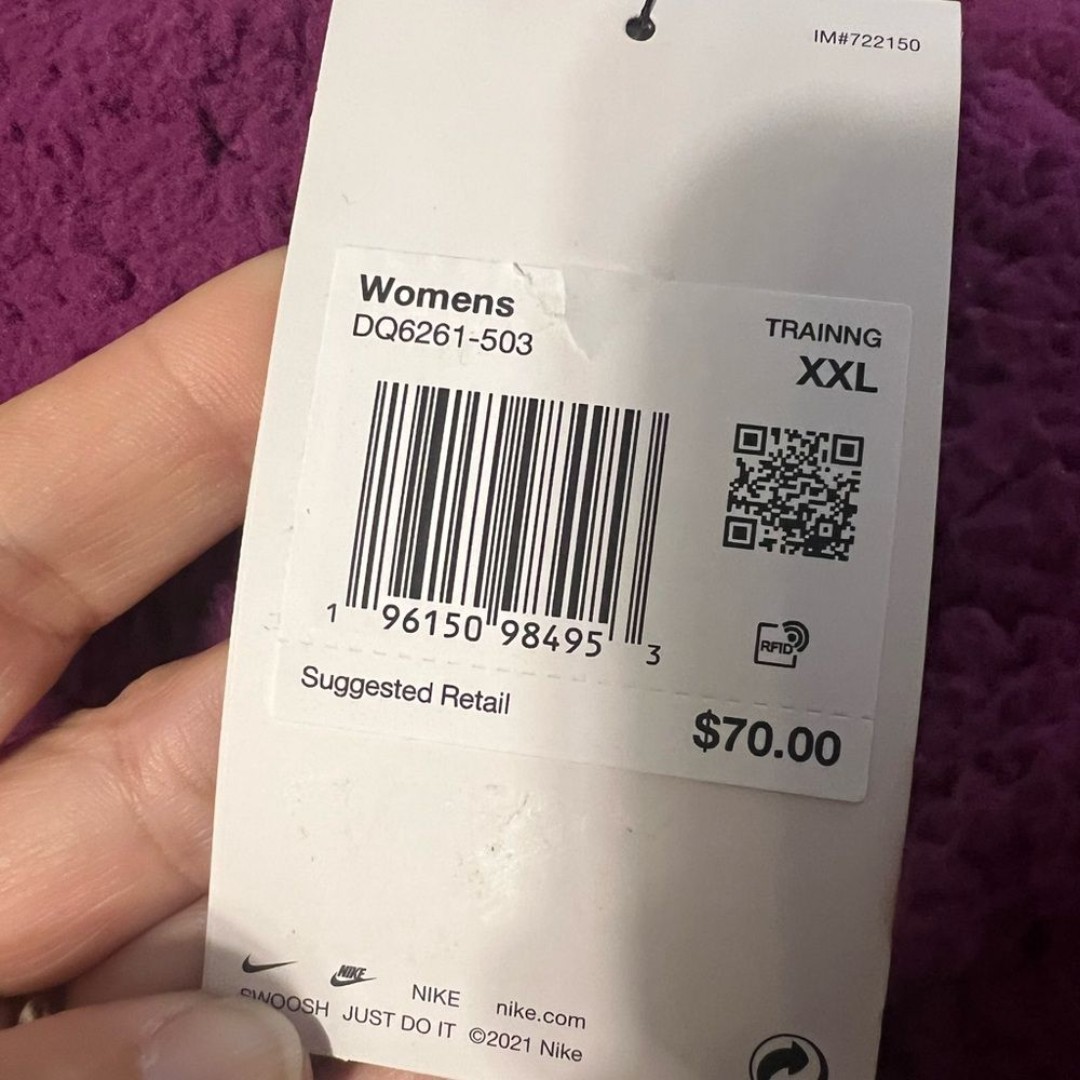 IM#722150
Womens
DQ6261-503
TRAINNG
XXL
1 96150 98495 3
RFID
Suggested Retail
$70.00
NIKE
NIKE nike.com
SWOOSH JUST DO IT ©2021 Nike